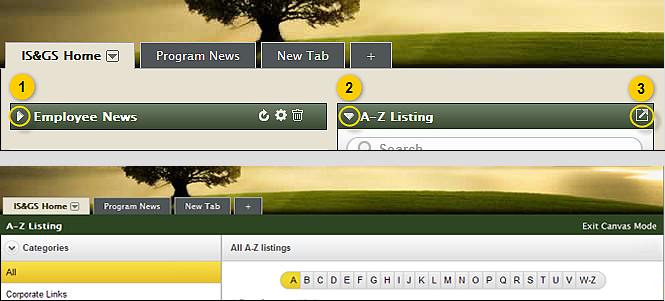 IS&GS Home Program News New Tab +
1 2 3
Employee News A-Z Listing
Search
IS&GS Home Program News New Tab +
A-Z Listing Exit Canvas Mode
Categories All A-Z listings
All A B C D E F G H I J K L M N O P Q R S T U V W-Z
Corporate Links